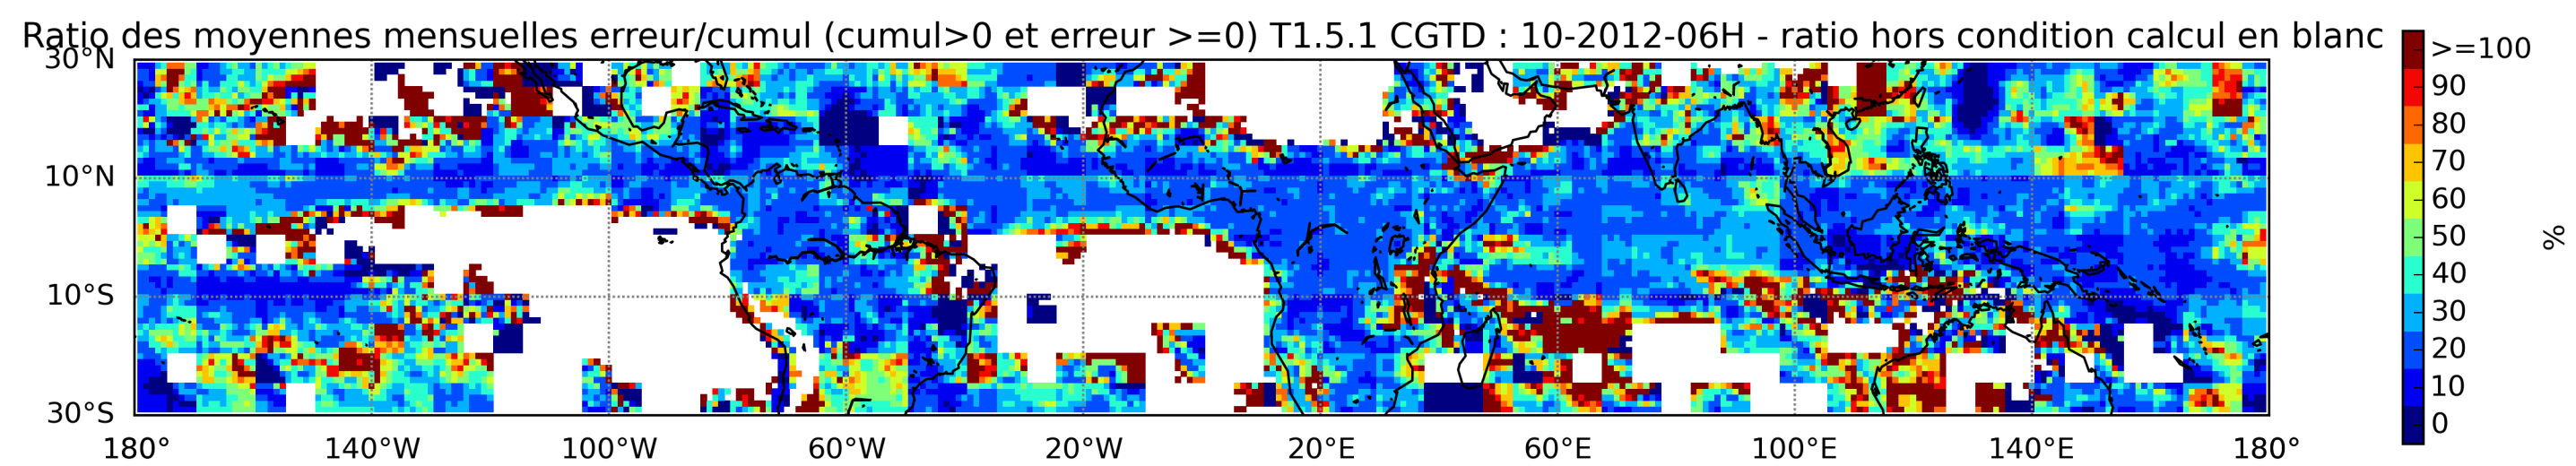 Ratio des moyennes mensuelles erreur/cumul (cumul>0 et erreur >=0) T1.5.1 CGTD : 10-2012-06H - ratio hors condition calcul en blanc
30°N
10°N
10°S
30°S
180° 140°W 100°W 60°W 20°W 20°E 60°E 100°E 140°E 180°
>=100
90
80
70
60
50
40
30
20
10
0
%